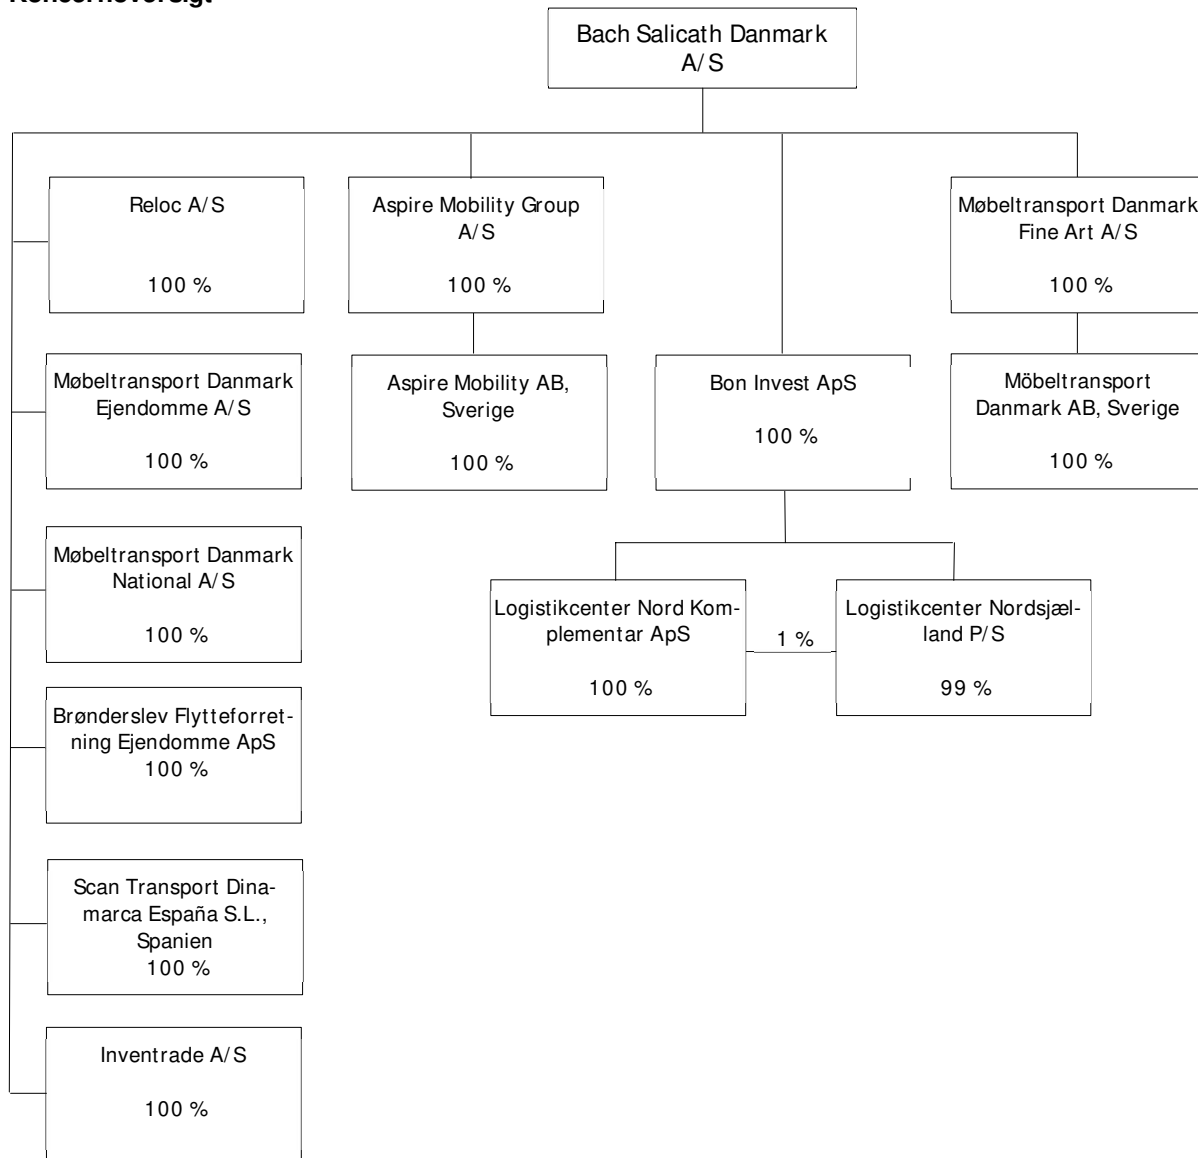 Koncernoversigt
Bach Salicath Danmark
A/S
Reloc A/S
100 %
Aspire Mobility Group
A/S
100 %
Møbeltransport Danmark
Fine Art A/S
100 %
Møbeltransport Danmark
Ejendomme A/S
100 %
Aspire Mobility AB,
Sverige
100 %
Bon Invest ApS
100 %
Möbeltransport
Danmark AB, Sverige
100 %
Møbeltransport Danmark
National A/S
100 %
Logistikcenter Nord Kom-
plementar ApS
100 %
1 %
Logistikcenter Nordsjæl-
land P/S
99 %
Brønderslev Flytteforret-
ning Ejendomme ApS
100 %
Scan Transport Dina-
marca España S.L.,
Spanien
100 %
Inventrade A/S
100 %